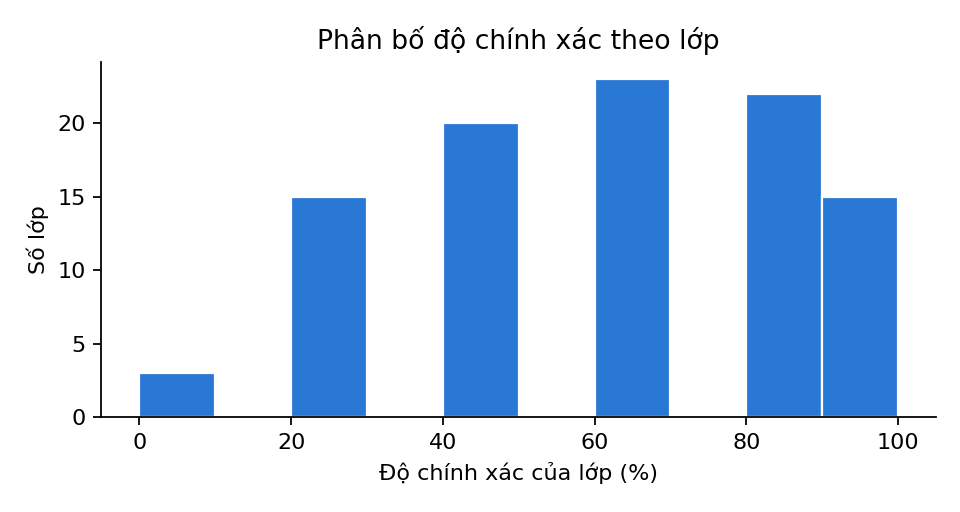 Phân bố độ chính xác theo lớp
Số lớp
20
15
10
5
0
0 20 40 60 80 100
Độ chính xác của lớp (%)